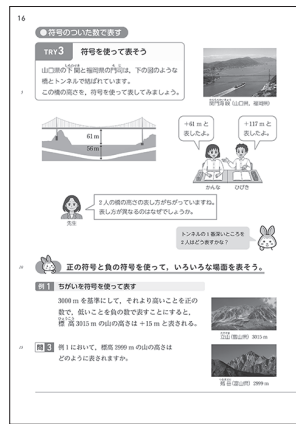 16
符号のついた数で表す
TRY 3 符号を使って表そう
山口県の下関と福岡県の門司は、下の図のような
橋とトンネルで結ばれています。
この橋の高さを，符号を使って表してみましょう。
5
関門海峡（山口県，福岡県）
+61 m と
表したよ。
+117 m と
表したよ。
61 m
56 m
かんな
ひびき
2人の橋の高さの表し方がちがっていますね。
表し方が異なるのはなぜでしょうか。
先生
トンネルの1番深いところを
2人はどう表すかな？
10
正の符号と負の符号を使って，いろいろな場面を表そう。
例 1 ちがいを符号を使って表す
3000 m を基準にして，それより高いことを正の
数で，低いことを負の数で表すことにすると，
標高 3015 m の山の高さは +15 m と表される。
立山（富山県）3015 m
15
問 3 例1において，標高 2999 m の山の高さは
どのように表されますか。
2999 m